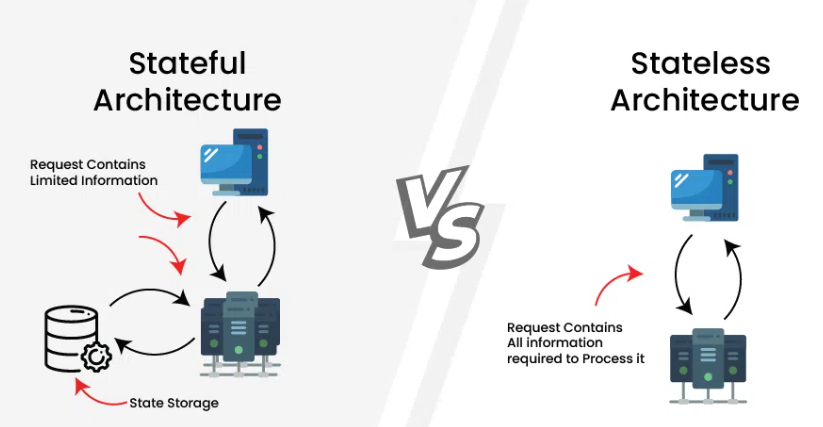 Stateful
Architecture
Request Contains
Limited Information
State Storage
VS
Stateless
Architecture
Request Contains
All information
required to Process it